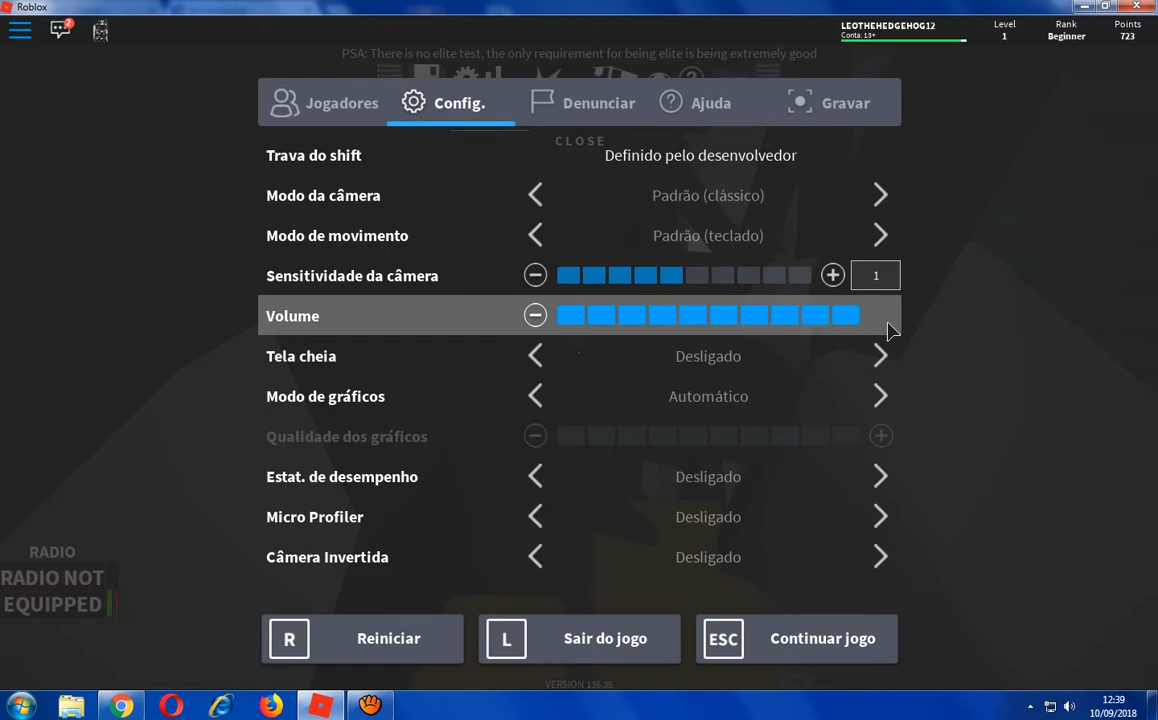 Roblox
2
LEOTHEHEDGEHOG12
Conta: 13+
Level
1
Rank
Beginner
Points
723
PSA: There is no elite test, the only requirement for being elite is being extremely good
Jogadores
Config.
Denunciar
Ajuda
Gravar
CLOSE
Trava do shift
Definido pelo desenvolvedor
Modo da câmera
Padrão (clássico)
Modo de movimento
Padrão (teclado)
Sensitividade da câmera
1
Volume
Tela cheia
Desligado
Modo de gráficos
Automático
Qualidade dos gráficos
Estat. de desempenho
Desligado
Micro Profiler
Desligado
Câmera Invertida
Desligado
RADIO
RADIO NOT
EQUIPPED
R Reiniciar
L Sair do jogo
ESC Continuar jogo
VERSION 136.35
12:39
10/09/2018